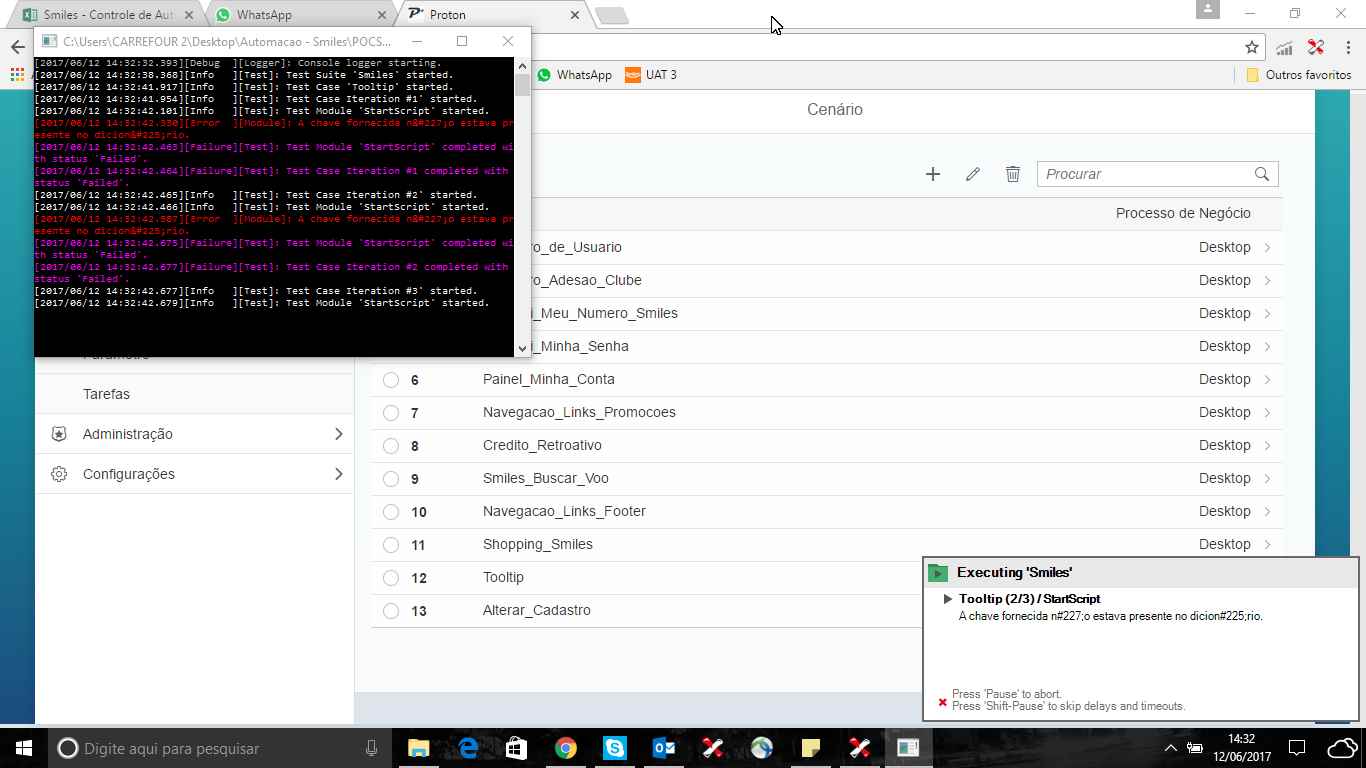 Smiles - Controle de Aut
WhatsApp
Proton
C:\Users\CARREFOUR 2\Desktop\Automacao - Smiles\POCS...
WhatsApp
UAT 3
Outros favoritos
[2017/06/12 14:32:32.393][Debug  ][Logger]: Console logger starting.
[2017/06/12 14:32:38.368][Info   ][Test]: Test Suite 'Smiles' started.
[2017/06/12 14:32:41.917][Info   ][Test]: Test Case 'Tooltip' started.
[2017/06/12 14:32:41.954][Info   ][Test]: Test Case Iteration #1' started.
[2017/06/12 14:32:42.101][Info   ][Test]: Test Module 'StartScript' started.
[2017/06/12 14:32:42.330][Error  ][Module]: A chave fornecida n&#227;o estava pr
esente no dicion&#225;rio.
[2017/06/12 14:32:42.463][Failure][Test]: Test Module 'StartScript' completed wi
th status 'Failed'.
[2017/06/12 14:32:42.464][Failure][Test]: Test Case Iteration #1 completed with
status 'Failed'.
[2017/06/12 14:32:42.465][Info   ][Test]: Test Case Iteration #2' started.
[2017/06/12 14:32:42.466][Info   ][Test]: Test Module 'StartScript' started.
[2017/06/12 14:32:42.587][Error  ][Module]: A chave fornecida n&#227;o estava pr
esente no dicion&#225;rio.
[2017/06/12 14:32:42.675][Failure][Test]: Test Module 'StartScript' completed wi
th status 'Failed'.
[2017/06/12 14:32:42.677][Failure][Test]: Test Case Iteration #2 completed with
status 'Failed'.
[2017/06/12 14:32:42.677][Info   ][Test]: Test Case Iteration #3' started.
[2017/06/12 14:32:42.679][Info   ][Test]: Test Module 'StartScript' started.
Cenário
Procurar
Processo de Negócio
ro_de_Usuario Desktop
ro_Adesao_Clube Desktop
i_Meu_Numero_Smiles Desktop
i_Minha_Senha Desktop
6 Painel_Minha_Conta Desktop
7 Navegacao_Links_Promocoes Desktop
8 Credito_Retroativo Desktop
9 Smiles_Buscar_Voo Desktop
10 Navegacao_Links_Footer Desktop
11 Shopping_Smiles Desktop
12 Tooltip
13 Alterar_Cadastro
Tarefas
Administração
Configurações
Executing 'Smiles'
Tooltip (2/3) / StartScript
A chave fornecida n#227;o estava presente no dicion#225;rio.
Press 'Pause' to abort.
Press 'Shift-Pause' to skip delays and timeouts.
Digite aqui para pesquisar
14:32
12/06/2017